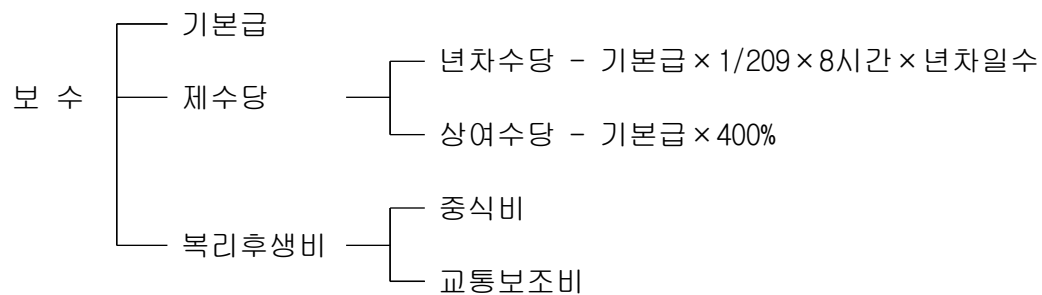 기본급
년차수당 - 기본급×1/209×8시간×년차일수
보 수
제수당
상여수당 - 기본급×400%
중식비
복리후생비
교통보조비